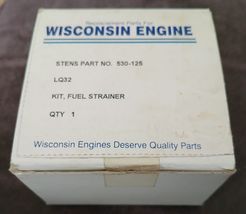 Replacement Parts For
WISCONSIN ENGINE
STENS PART NO. 530-125
LQ32
KIT, FUEL STRAINER
QTY 1
Wisconsin Engines Deserve Quality Parts